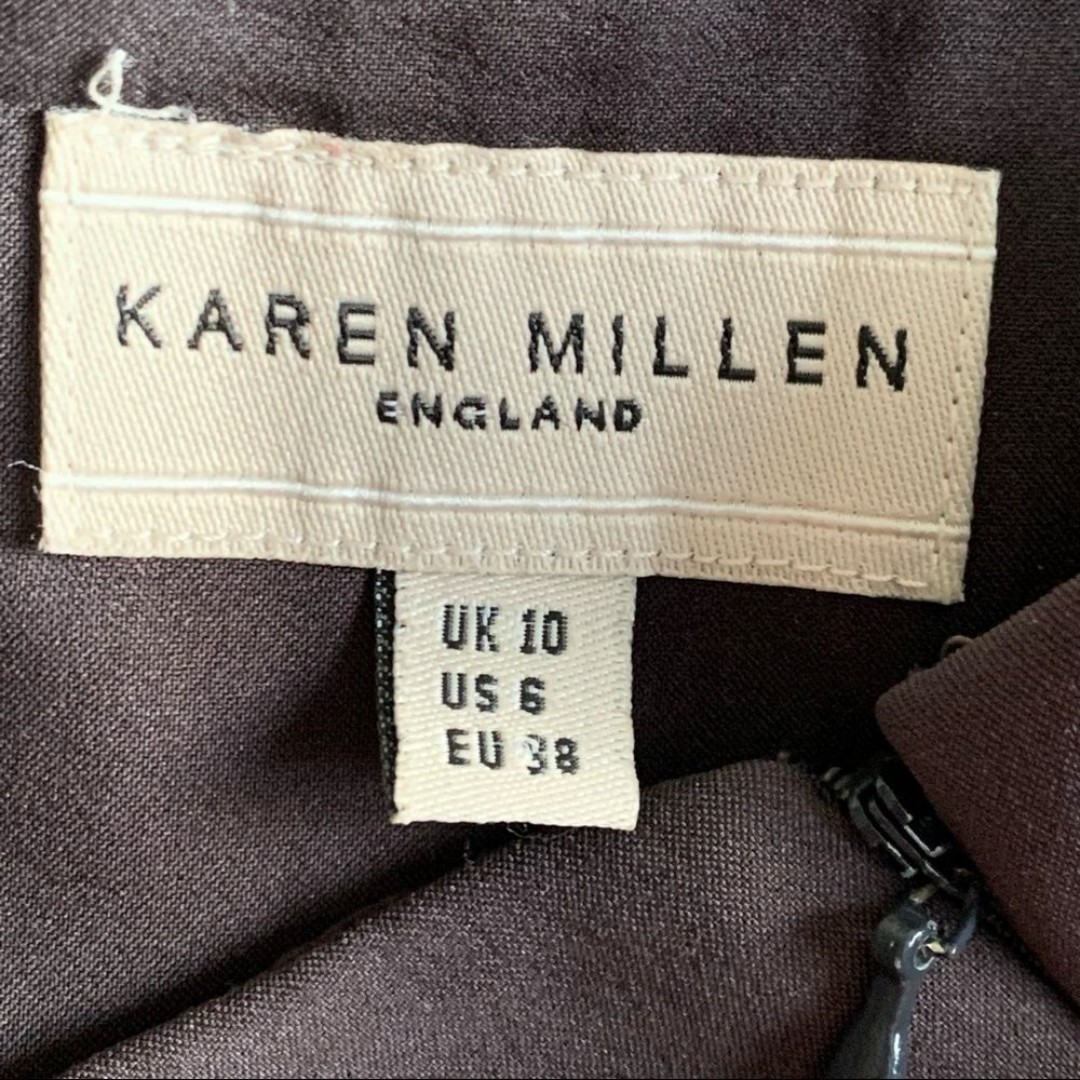 KAREN MILLEN
ENGLAND
UK 10
US 6
EU 38